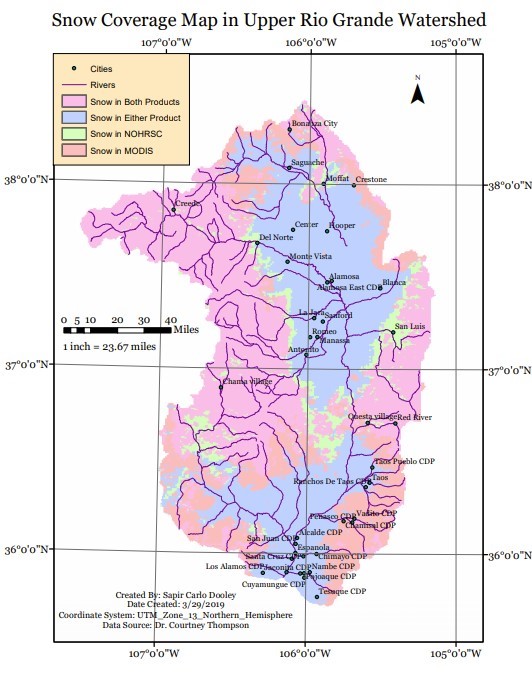 Snow Coverage Map in Upper Rio Grande Watershed
107°0'0"W 106°0'0"W 105°0'0"W
Cities
Rivers
Snow in Both Products
Snow in Either Product
Snow in NOHRSC
Snow in MODIS
N
Bonanza City
Saguache
38°0'0"N 38°0'0"N
Moffat Crestone
Creede
Center Hooper
Del Norte
Monte Vista
Alamosa
Alamosa East CDP Blanca
La Jara Sanford
0 5 10 20 30 40
Miles
San Luis
Romeo
Manassa
1 inch = 23.67 miles
Antonito
37°0'0"N 37°0'0"N
Chama village
Questa village Red River
Taos Pueblo CDP
Ranchos De Taos CDP Taos
Peñasco CDP Vadito CDP
Chamisal CDP
Alcalde CDP
San Juan CDP
36°0'0"N 36°0'0"N
Española
Santa Cruz CDP Chimayo CDP
Los Alamos CDP Jaconita CDP Nambe CDP
Pojoaque CDP
Cuyamungue CDP
Tesuque CDP
Created By: Sapir Carlo Dooley
Date Created: 3/29/2019
Coordinate System: UTM_Zone_13_Northern_Hemisphere
Data Source: Dr. Courtney Thompson
107°0'0"W 106°0'0"W 105°0'0"W